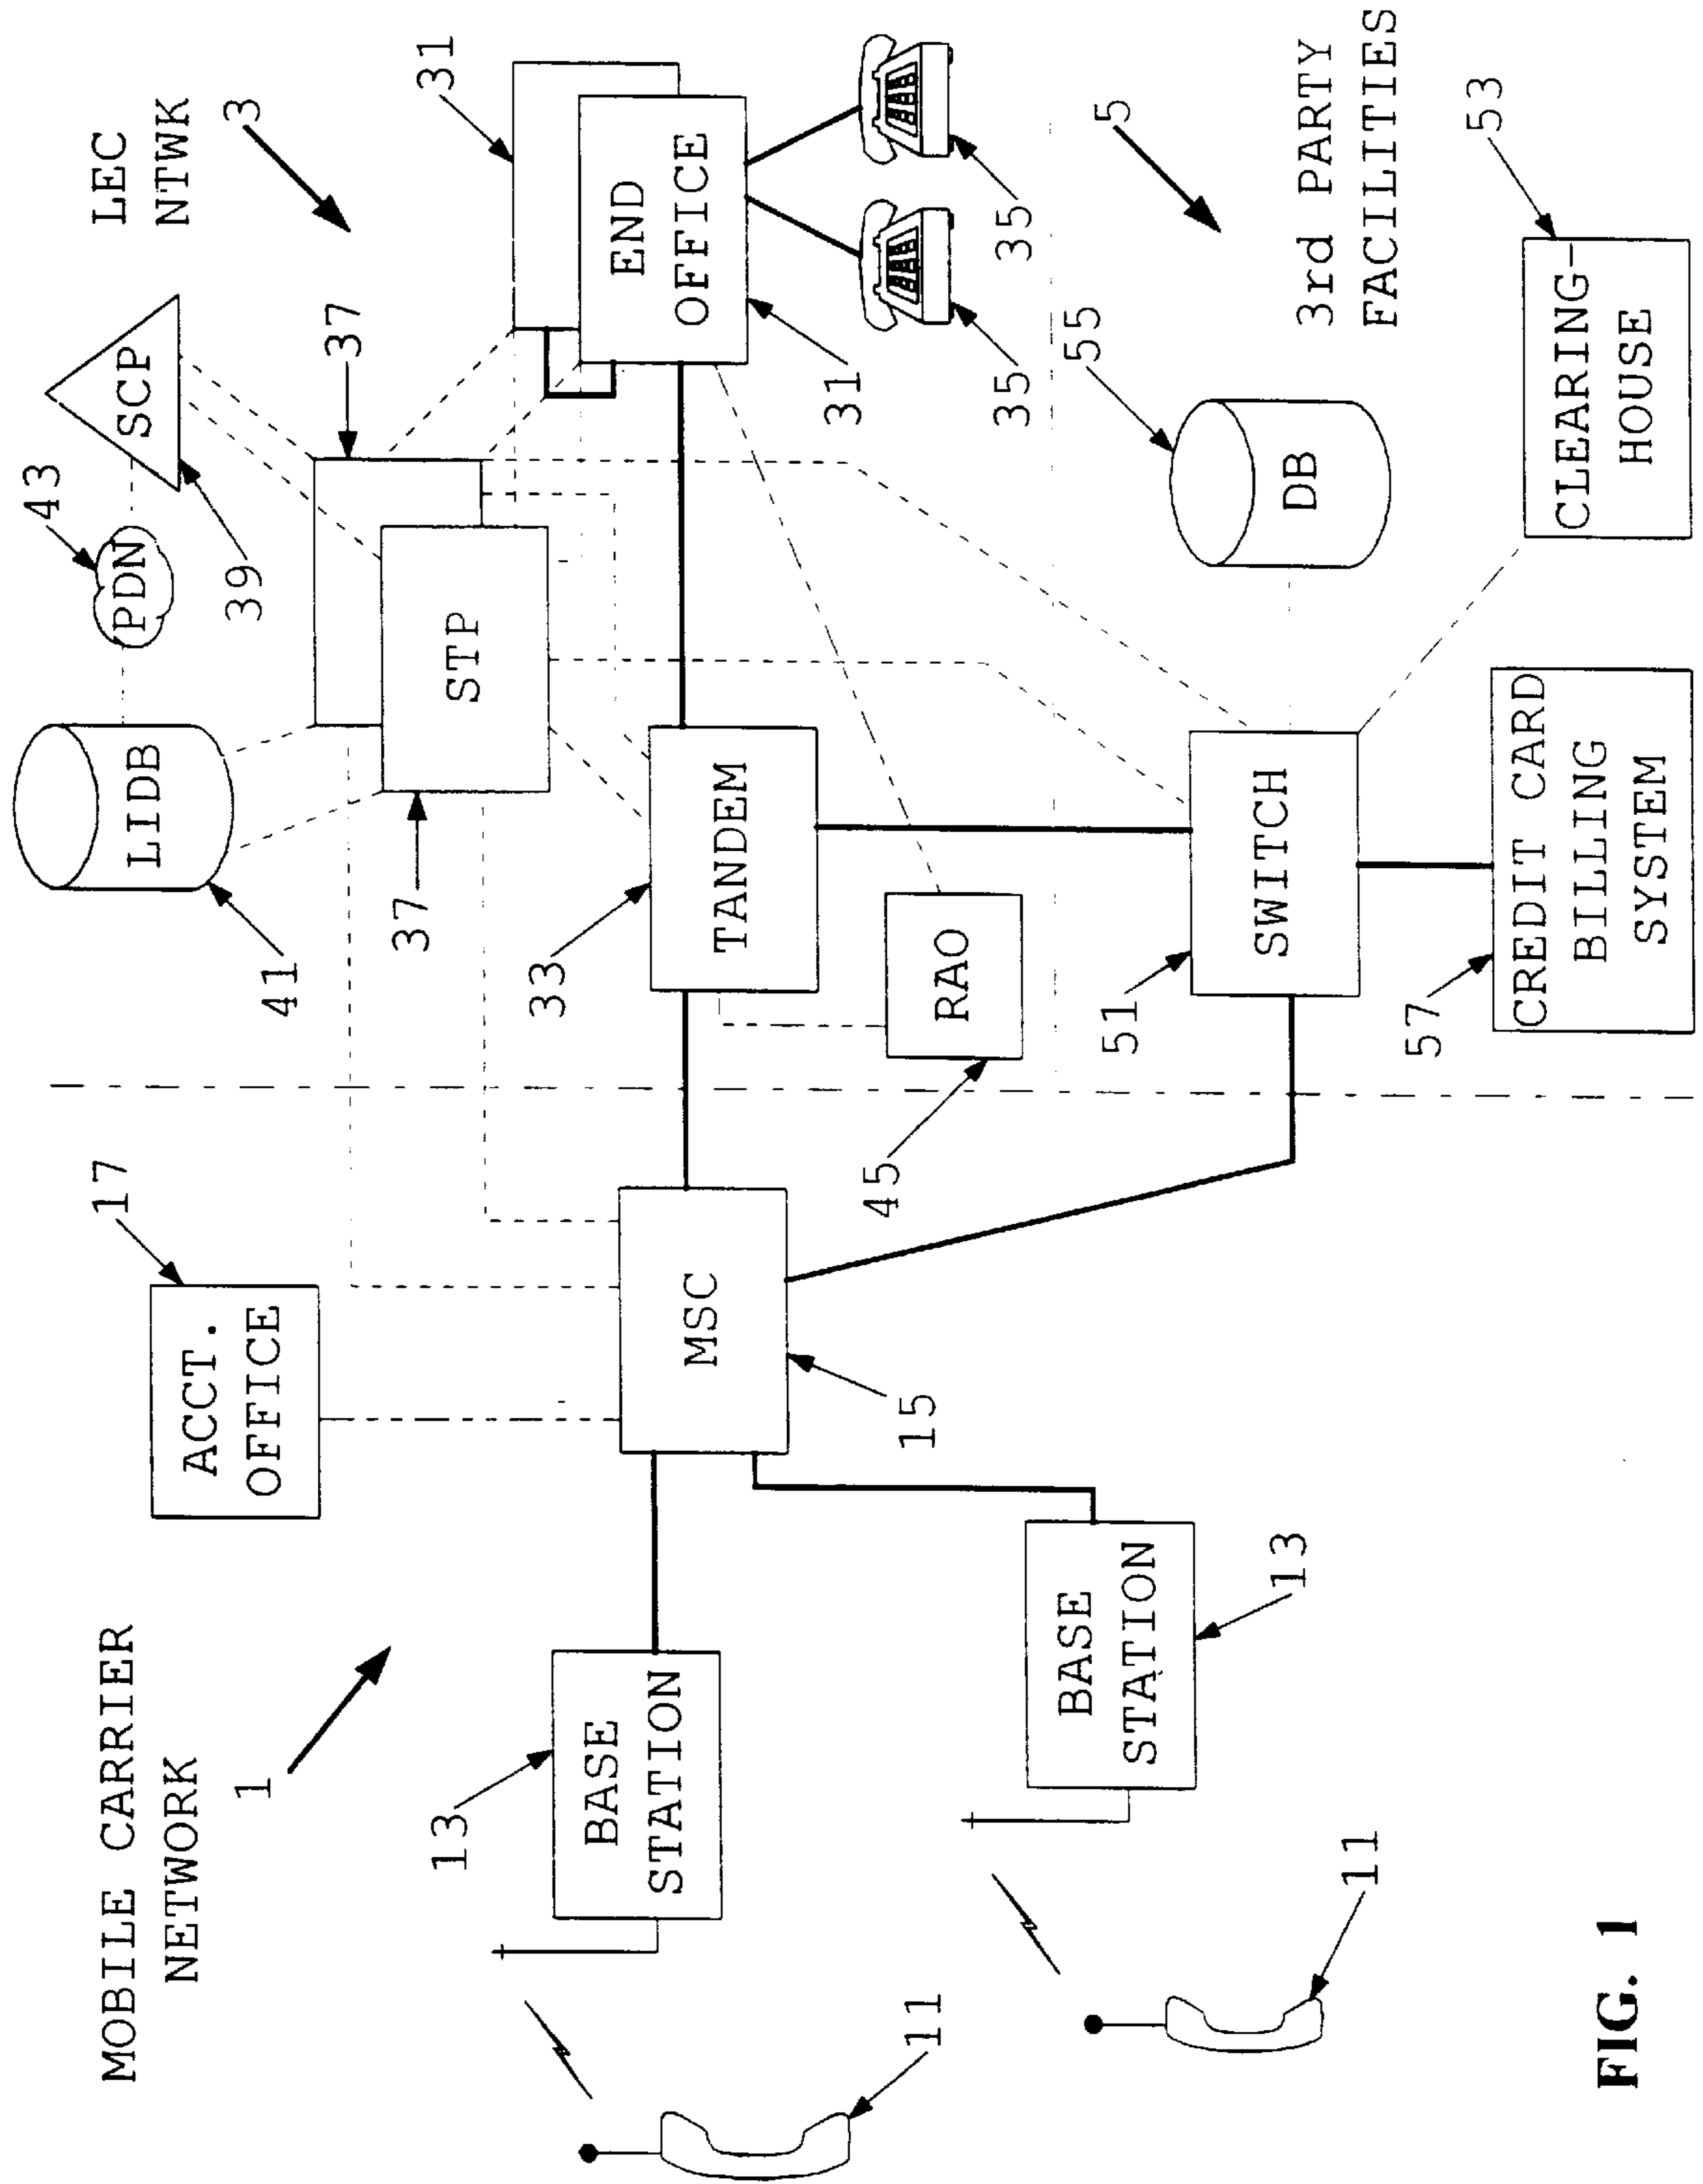 MOBILE CARRIER
NETWORK
1
LEC
NTWK
3
17
ACCT.
OFFICE
LIDB
41
43
PDN
SCP
39
37
STP
37
31
END
OFFICE
31
35
35
13
BASE
STATION
MSC
15
33
TANDEM
RAO
45
11
BASE
STATION
13
11
5
3rd PARTY
FACILITIES
51
SWITCH
55
DB
53
CLEARING-
HOUSE
57
CREDIT CARD
BILLING
SYSTEM
FIG. 1